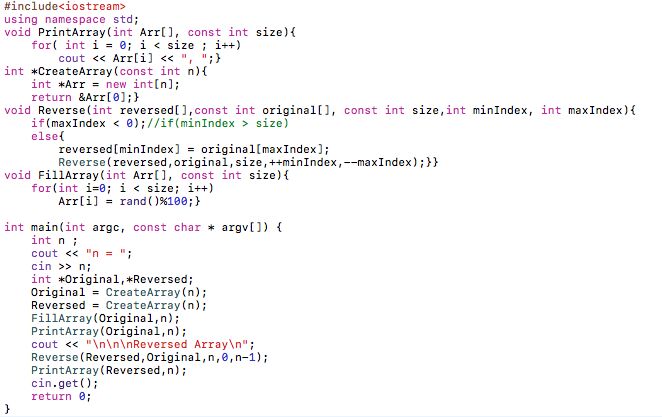 #include<iostream>
using namespace std;
void PrintArray(int Arr[], const int size){
    for( int i = 0; i < size ; i++)
        cout << Arr[i] << ", ";}
int *CreateArray(const int n){
    int *Arr = new int[n];
    return &Arr[0];}
void Reverse(int reversed[],const int original[], const int size,int minIndex, int maxIndex){
    if(maxIndex < 0);//if(minIndex > size)
    else{
        reversed[minIndex] = original[maxIndex];
        Reverse(reversed,original,size,++minIndex,--maxIndex);}}
void FillArray(int Arr[], const int size){
    for(int i=0; i < size; i++)
        Arr[i] = rand()%100;}

int main(int argc, const char * argv[]) {
    int n ;
    cout << "n = ";
    cin >> n;
    int *Original,*Reversed;
    Original = CreateArray(n);
    Reversed = CreateArray(n);
    FillArray(Original,n);
    PrintArray(Original,n);
    cout << "\n\n\nReversed Array\n";
    Reverse(Reversed,Original,n,0,n-1);
    PrintArray(Reversed,n);
    cin.get();
    return 0;
}